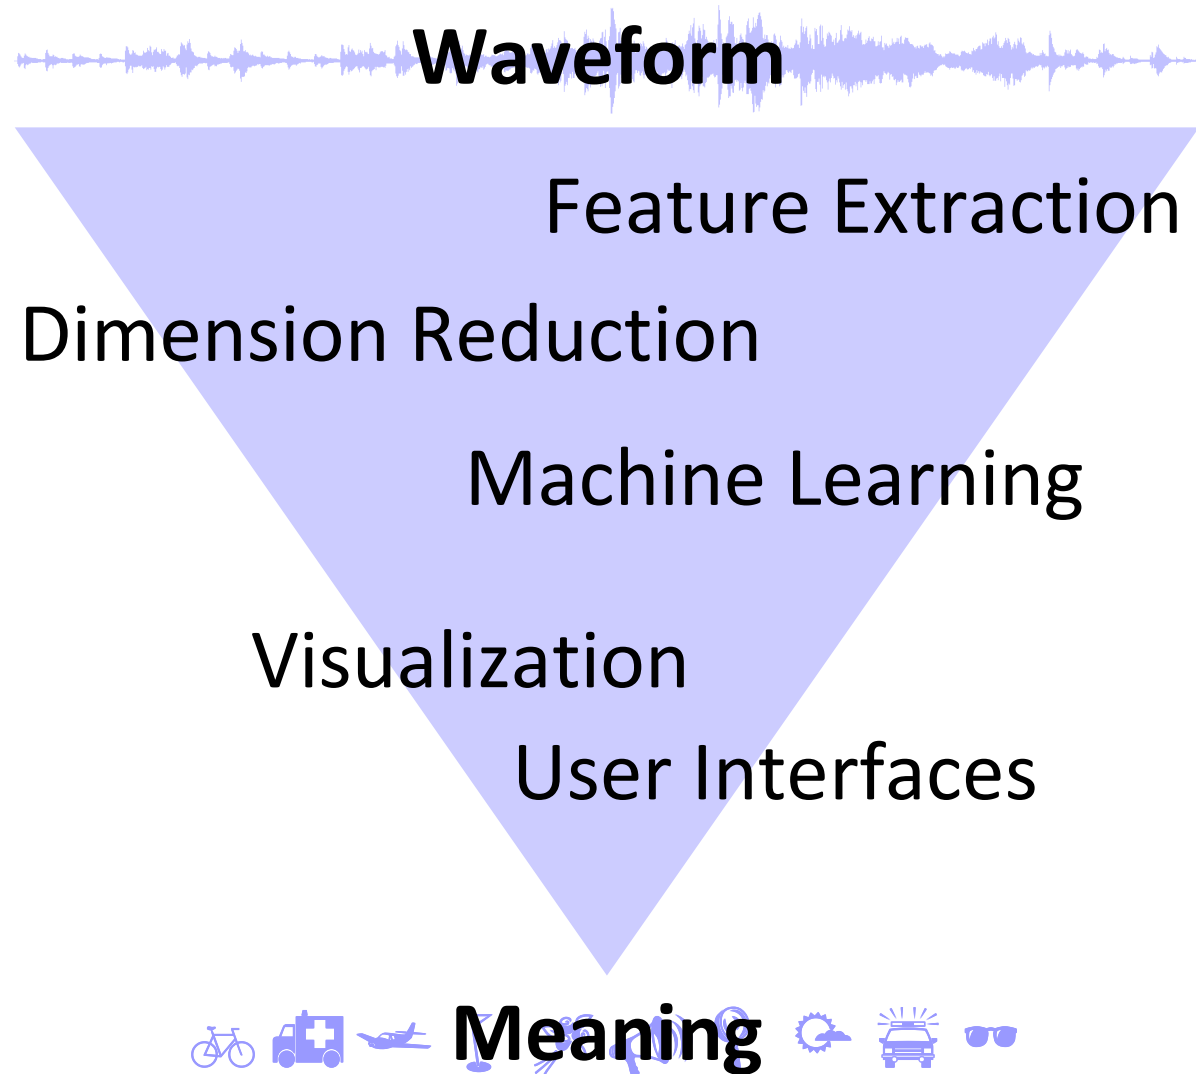 Waveform
Feature Extraction
Dimension Reduction
Machine Learning
Visualization
User Interfaces
Meaning